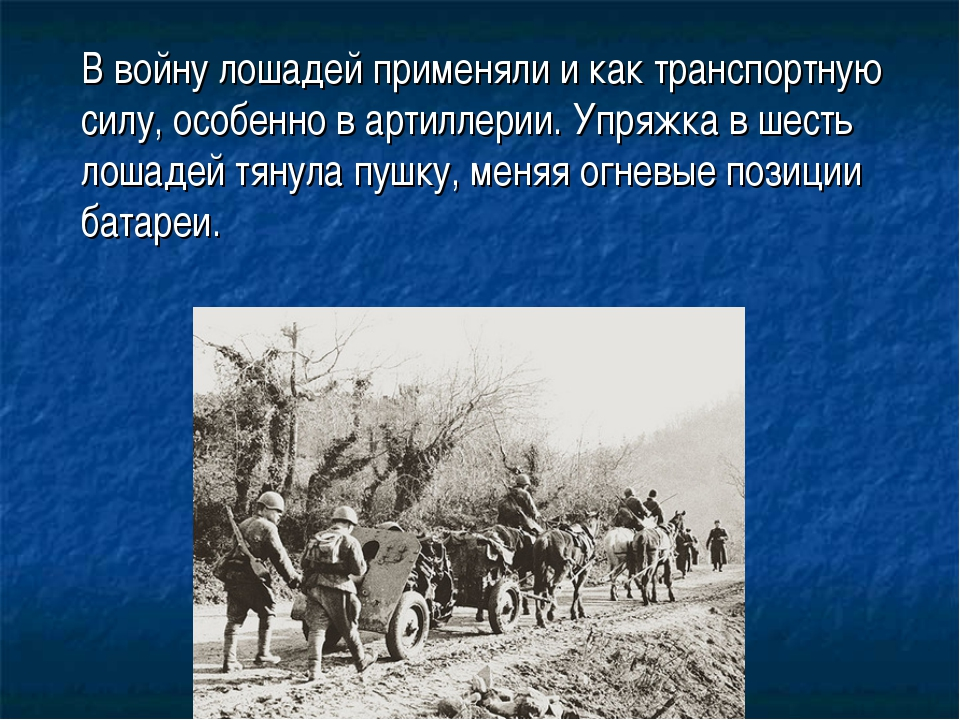 В войну лошадей применяли и как транспортную
силу, особенно в артиллерии. Упряжка в шесть
лошадей тянула пушку, меняя огневые позиции
батареи.